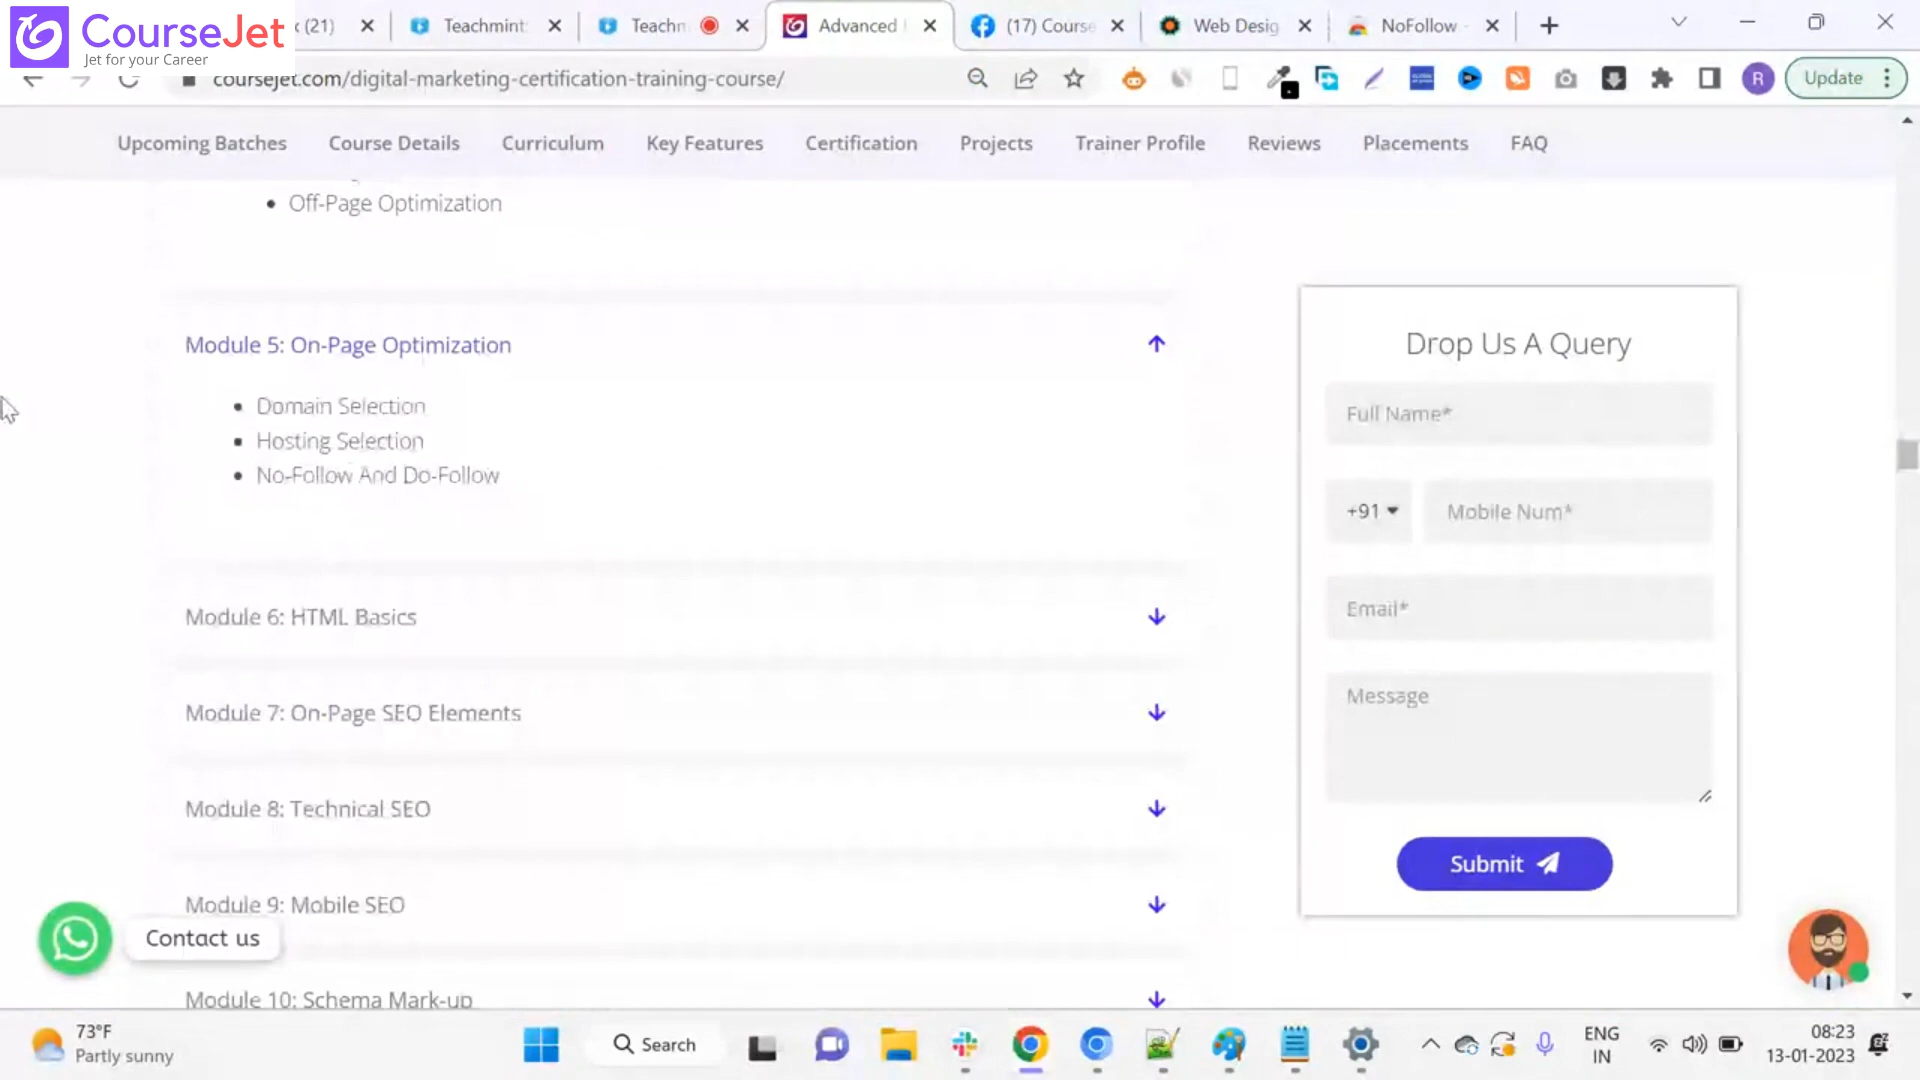 CourseJet
Jet for your Career
(21)
Teachmint
Teachm
Advanced
(17) Course
Web Desig
NoFollow
coursejet.com/digital-marketing-certification-training-course/
R
Update
Upcoming Batches
Course Details
Curriculum
Key Features
Certification
Projects
Trainer Profile
Reviews
Placements
FAQ
• Off-Page Optimization
Module 5: On-Page Optimization
• Domain Selection
• Hosting Selection
• No-Follow And Do-Follow
Module 6: HTML Basics
Module 7: On-Page SEO Elements
Module 8: Technical SEO
Module 9: Mobile SEO
Module 10: Schema Mark-up
Drop Us A Query
Full Name*
+91
Mobile Num*
Email*
Message
Submit
Contact us
73°F
Partly sunny
Search
ENG
IN
08:23
13-01-2023